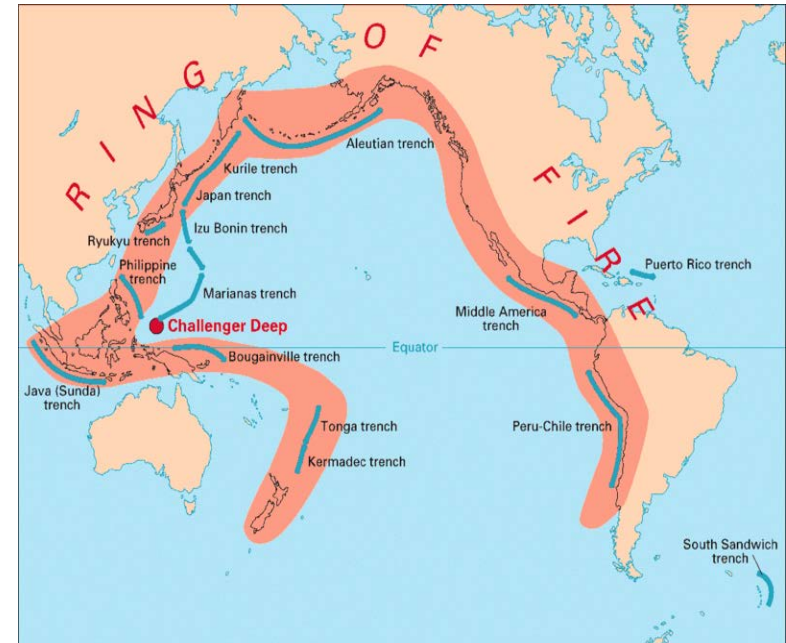 RING OF FIRE
Aleutian trench
Kurile trench
Japan trench
Izu Bonin trench
Ryukyu trench
Philippine
trench
Marianas trench
Challenger Deep
Puerto Rico trench
Middle America
trench
Equator
Bougainville trench
Java (Sunda)
trench
Tonga trench
Kermadec trench
Peru-Chile trench
South Sandwich
trench